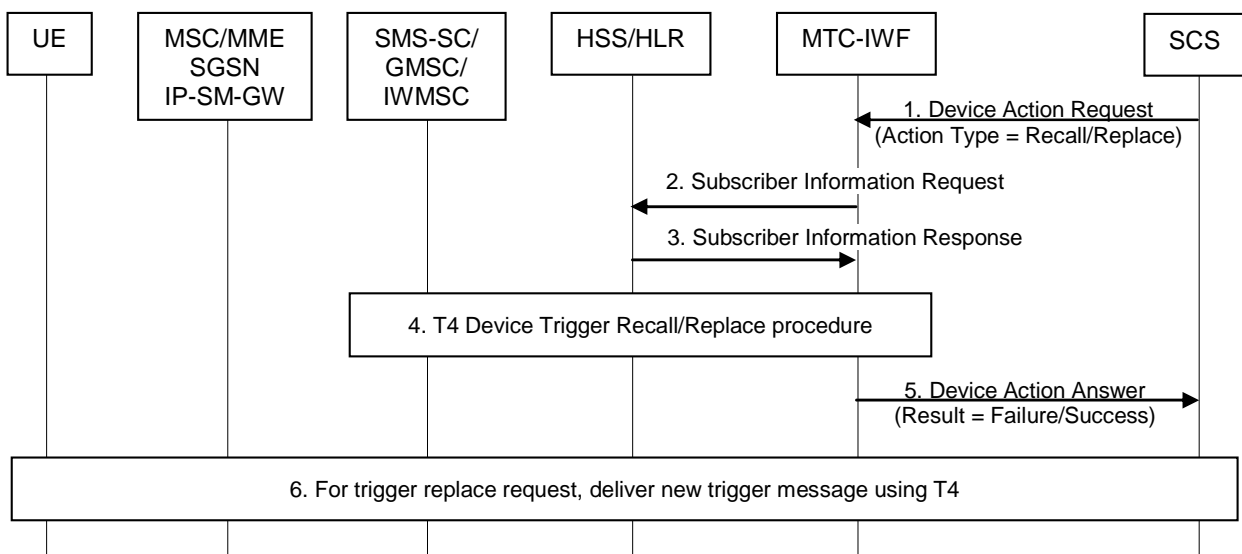 UE
MSC/MME
SGSN
IP-SM-GW
SMS-SC/
GMSC/
IWMSC
HSS/HLR
MTC-IWF
SCS
1. Device Action Request
(Action Type = Recall/Replace)
2. Subscriber Information Request
3. Subscriber Information Response
4. T4 Device Trigger Recall/Replace procedure
5. Device Action Answer
(Result = Failure/Success)
6. For trigger replace request, deliver new trigger message using T4